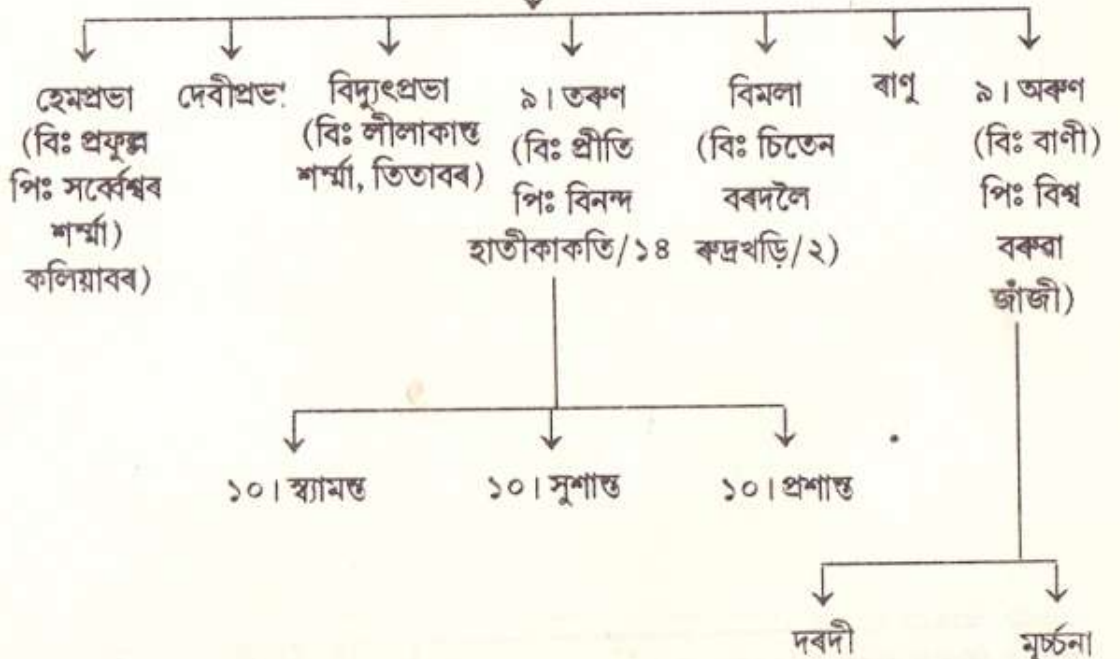 হেমপ্ৰভা
(বিঃ প্ৰফুল্ল
পিঃ সৰ্ব্বেশ্বৰ
শৰ্ম্মা)
কলিয়াবৰ)
দেবীপ্ৰভা
বিদ্যুৎপ্ৰভা
(বিঃ লীলাকান্ত
শৰ্ম্মা, তিতাবৰ)
৯। তৰুণ
(বিঃ প্ৰীতি
পিঃ বিনন্দ
হাতীকাকতি/১৪
বিমলা
(বিঃ চিতেন
বৰদলৈ
ৰুদ্ৰখড়ি/২)
ৰাণু
৯। অৰুণ
(বিঃ বাণী)
পিঃ বিশ্ব
বৰুৱা
জাঁজী)
১০। স্ব্যামন্ত
১০। সুশান্ত
১০। প্ৰশান্ত
দৰদী
মূৰ্চ্চনা